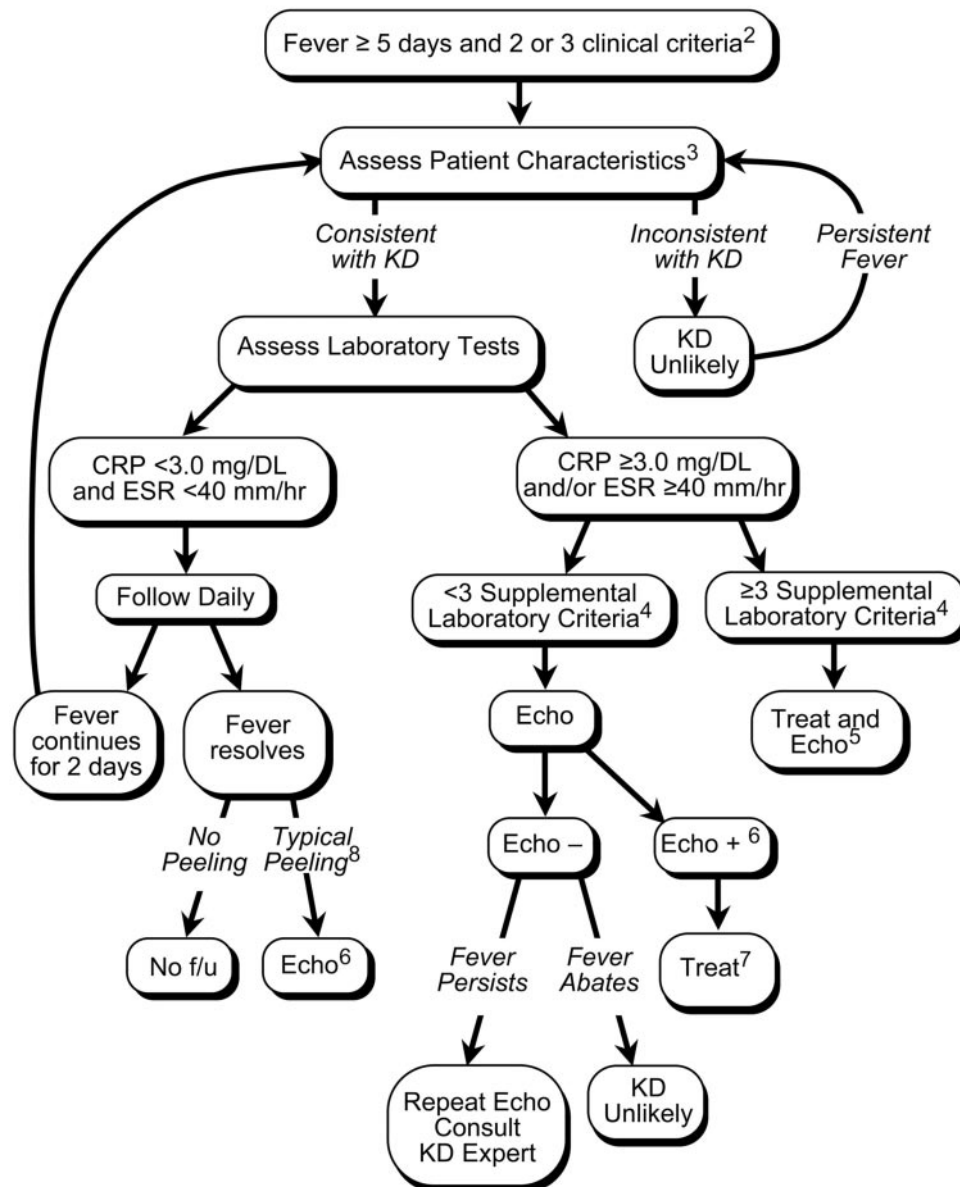 Fever ≥ 5 days and 2 or 3 clinical criteria2
Assess Patient Characteristics3
Consistent
with KD
Inconsistent
with KD
Persistent
Fever
Assess Laboratory Tests
KD
Unlikely
CRP <3.0 mg/DL
and ESR <40 mm/hr
CRP ≥3.0 mg/DL
and/or ESR ≥40 mm/hr
Follow Daily
<3 Supplemental
Laboratory Criteria4
≥3 Supplemental
Laboratory Criteria4
Fever
continues
for 2 days
Fever
resolves
Echo
Treat and
Echo5
No
Peeling
Typical
Peeling8
Echo –
Echo + 6
No f/u
Echo6
Fever
Persists
Fever
Abates
Treat7
Repeat Echo
Consult
KD Expert
KD
Unlikely